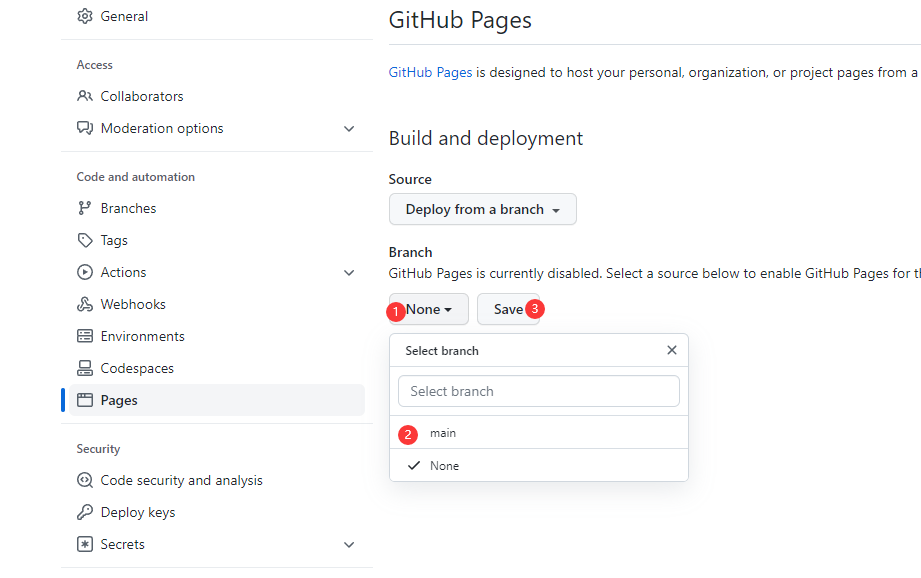 General
Access
Collaborators
Moderation options
Code and automation
Branches
Tags
Actions
Webhooks
Environments
Codespaces
Pages
Security
Code security and analysis
Deploy keys
Secrets
GitHub Pages
GitHub Pages is designed to host your personal, organization, or project pages from a
Build and deployment
Source
Deploy from a branch
Branch
GitHub Pages is currently disabled. Select a source below to enable GitHub Pages for
1 None Save 3
Select branch
Select branch
2 main
None